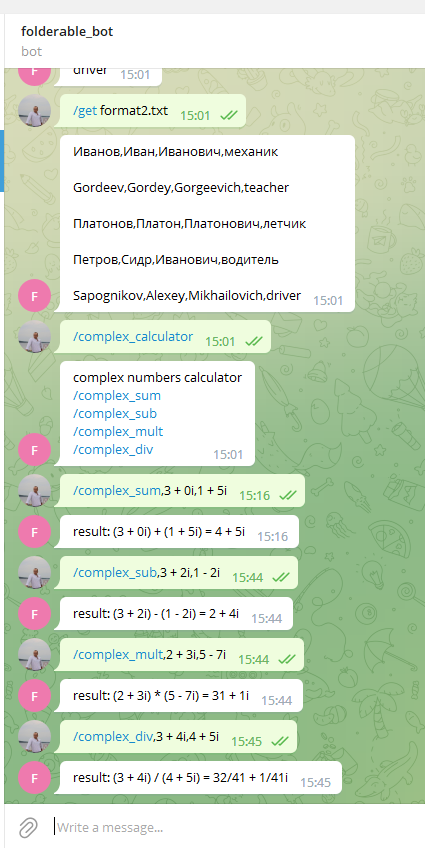 folderable_bot
bot
driver 15:01
/get format2.txt 15:01
Иванов,Иван,Иванович,механик
Gordeev,Gordey,Gorgeevich,teacher
Платонов,Платон,Платонович,летчик
Петров,Сидр,Иванович,водитель
Sapognikov,Alexey,Mikhailovich,driver 15:01
F
/complex_calculator 15:01
complex numbers calculator
/complex_sum
/complex_sub
/complex_mult
/complex_div 15:01
F
/complex_sum,3 + 0i,1 + 5i 15:16
F result: (3 + 0i) + (1 + 5i) = 4 + 5i 15:16
/complex_sub,3 + 2i,1 - 2i 15:44
F result: (3 + 2i) - (1 - 2i) = 2 + 4i 15:44
/complex_mult,2 + 3i,5 - 7i 15:44
F result: (2 + 3i) * (5 - 7i) = 31 + 1i 15:44
/complex_div,3 + 4i,4 + 5i 15:45
F result: (3 + 4i) / (4 + 5i) = 32/41 + 1/41i 15:45
Write a message...